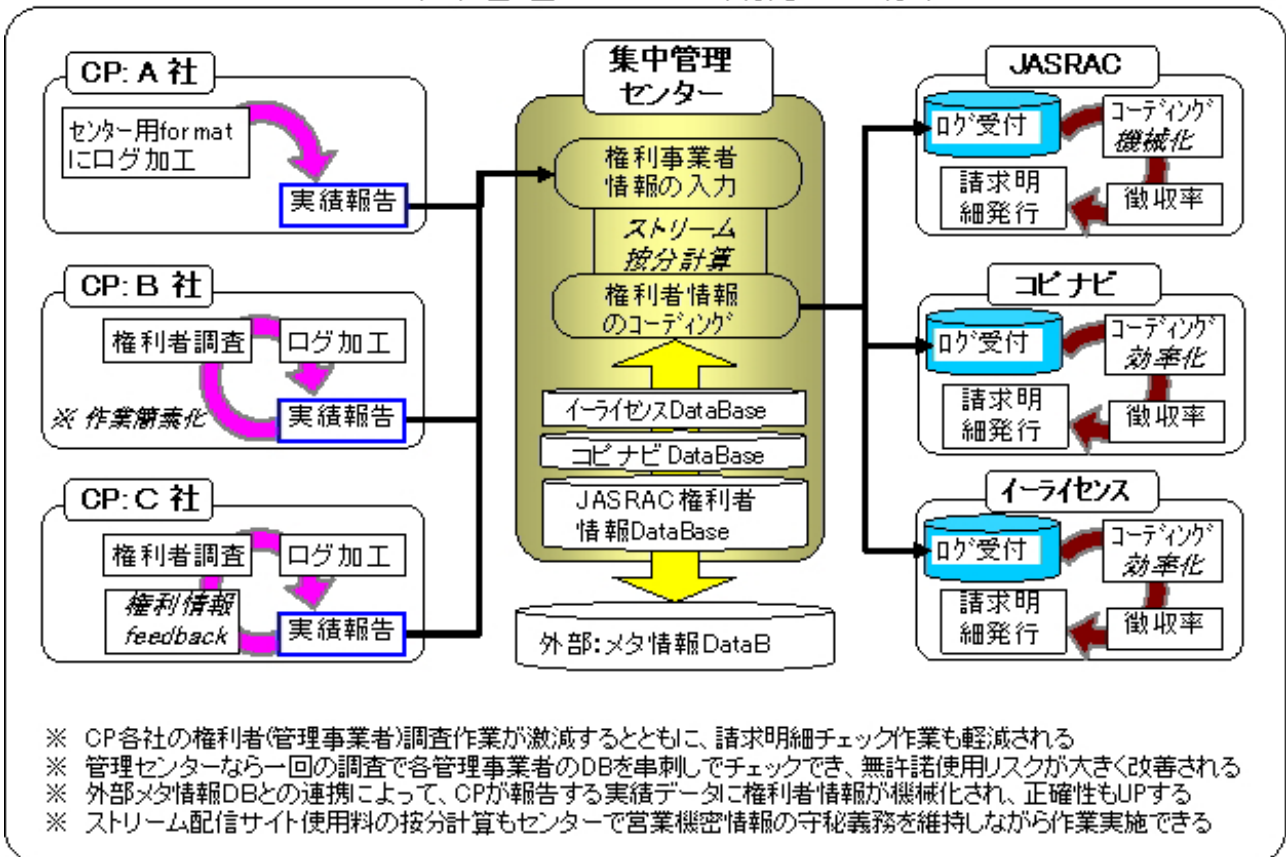 CP: A 社
センター用format
にログ加工
実績報告
CP: B 社
権利者調査
ログ加工
※ 作業簡素化
実績報告
CP: C 社
権利者調査
ログ加工
権利情報
feedback
実績報告
集中管理
センター
権利事業者
情報の入力
ストリーム
按分計算
権利者情報
のコーディング
イーライセンスDataBase
コピナビ DataBase
JASRAC権利者
情報DataBase
外部:メタ情報DataB
JASRAC
ログ受付
コーディング
機械化
請求明
細発行
徴収率
コピナビ
ログ受付
コーディング
効率化
請求明
細発行
徴収率
イーライセンス
ログ受付
コーディング
効率化
請求明
細発行
徴収率
※ CP各社の権利者(管理事業者)調査作業が激減するとともに、請求明細チェック作業も軽減される
※ 管理センターなら一回の調査で各管理事業者のDBを串刺しでチェックでき、無許諾使用リスクが大きく改善される
※ 外部メタ情報DBとの連携によって、CPが報告する実績データに権利者情報が機械化され、正確性もUPする
※ ストリーム配信サイト使用料の按分計算もセンターで営業機密情報の守秘義務を維持しながら作業実施できる